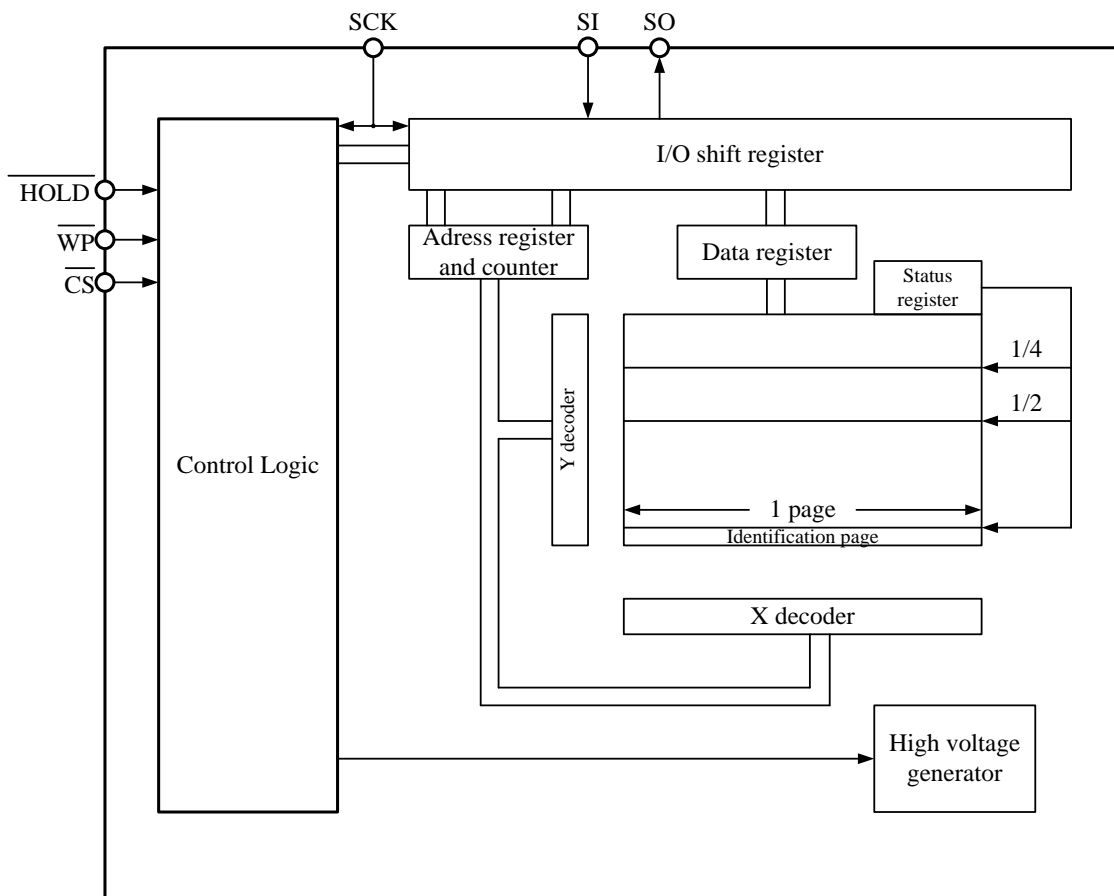 SCK
SI
SO
I/O shift register
HOLD
WP
CS
Adress register
and counter
Data register
Status
register
1/4
1/2
Y decoder
Control Logic
1 page
Identification page
X decoder
High voltage
generator